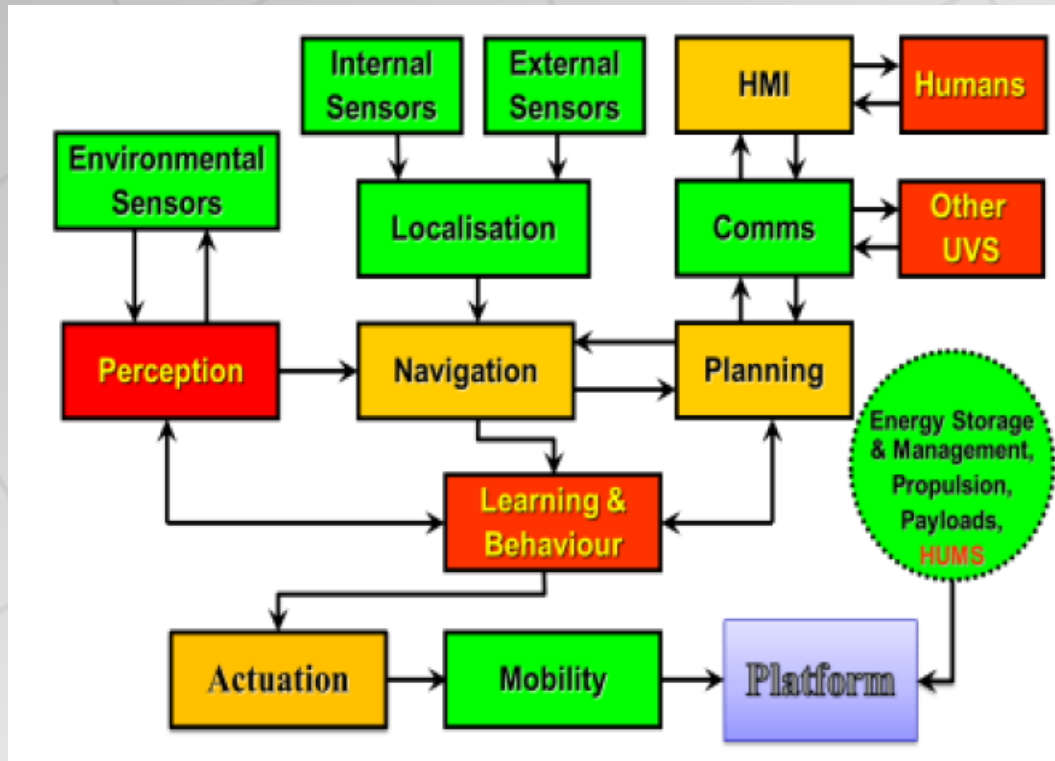 Internal
Sensors
External
Sensors
HMI
Humans
Environmental
Sensors
Localisation
Comms
Other
UVS
Perception
Navigation
Planning
Energy Storage
& Management,
Propulsion,
Payloads,
HUMS
Learning &
Behaviour
Actuation
Mobility
Platform